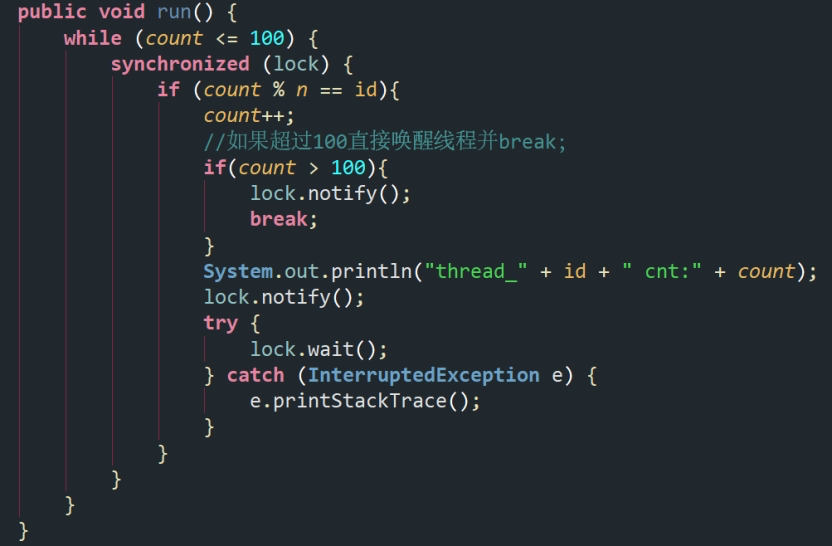 public void run() {
    while (count <= 100) {
        synchronized (lock) {
            if (count % n == id){
                count++;
                //如果超过100直接唤醒线程并break;
                if(count > 100){
                    lock.notify();
                    break;
                }
                System.out.println("thread_" + id + " cnt:" + count);
                lock.notify();
                try {
                    lock.wait();
                } catch (InterruptedException e) {
                    e.printStackTrace();
                }
            }
        }
    }
}